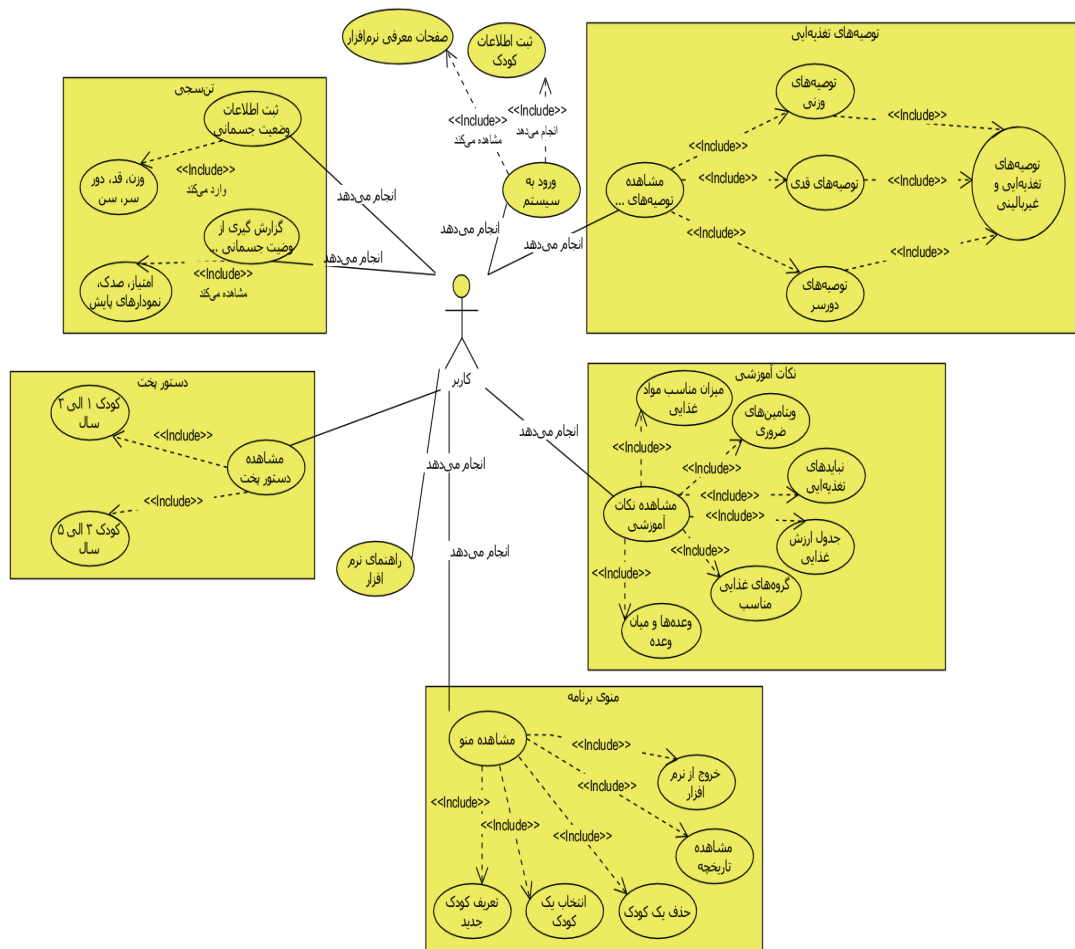 صفحات معرفی نرم‌افزار
ثبت اطلاعات
کودک
<<Include>>
مشاهده می‌کند
<<Include>>
انجام می‌دهد
ورود به
سیستم
انجام می‌دهد
توصیه‌های تغذیه‌ایی
توصیه‌های
وزنی
<<Include>>
<<Include>>
توصیه‌های
تغذیه‌ایی و
غیربالینی
مشاهده
توصیه‌های ...
<<Include>>
توصیه‌های قدی
<<Include>>
<<Include>>
<<Include>>
توصیه‌های
دورسر
انجام می‌دهد
تن‌سجی
ثبت اطلاعات
وضعیت جسمانی
<<Include>>
وارد می‌کند
وزن، قد، دور
سر، سن
گزارش گیری از
وضیت جسمانی ...
<<Include>>
مشاهده می‌کند
امتیاز، صدک،
نمودارهای پایش
انجام می‌دهد
انجام می‌دهد
کاربر
دستور پخت
کودک ۱ الی ۲
سال
<<Include>>
مشاهده
دستور پخت
<<Include>>
کودک ۳ الی ۵
سال
انجام می‌دهد
راهنمای نرم
افزار
انجام می‌دهد
انجام می‌دهد
نکات آموزشی
میزان مناسب مواد
غذایی
ویتامین‌های
ضروری
<<Include>>
<<Include>>
نبایدهای
تغذیه‌ایی
<<Include>>
مشاهده نکات
آموزشی
<<Include>>
جدول ارزش
غذایی
<<Include>>
<<Include>>
گروه‌های غذایی
مناسب
وعده‌ها و میان
وعده
منوی برنامه
مشاهده منو
<<Include>>
خروج از نرم
افزار
<<Include>>
<<Include>>
<<Include>>
<<Include>>
مشاهده
تاریخچه
تعریف کودک
جدید
انتخاب یک
کودک
حذف یک کودک